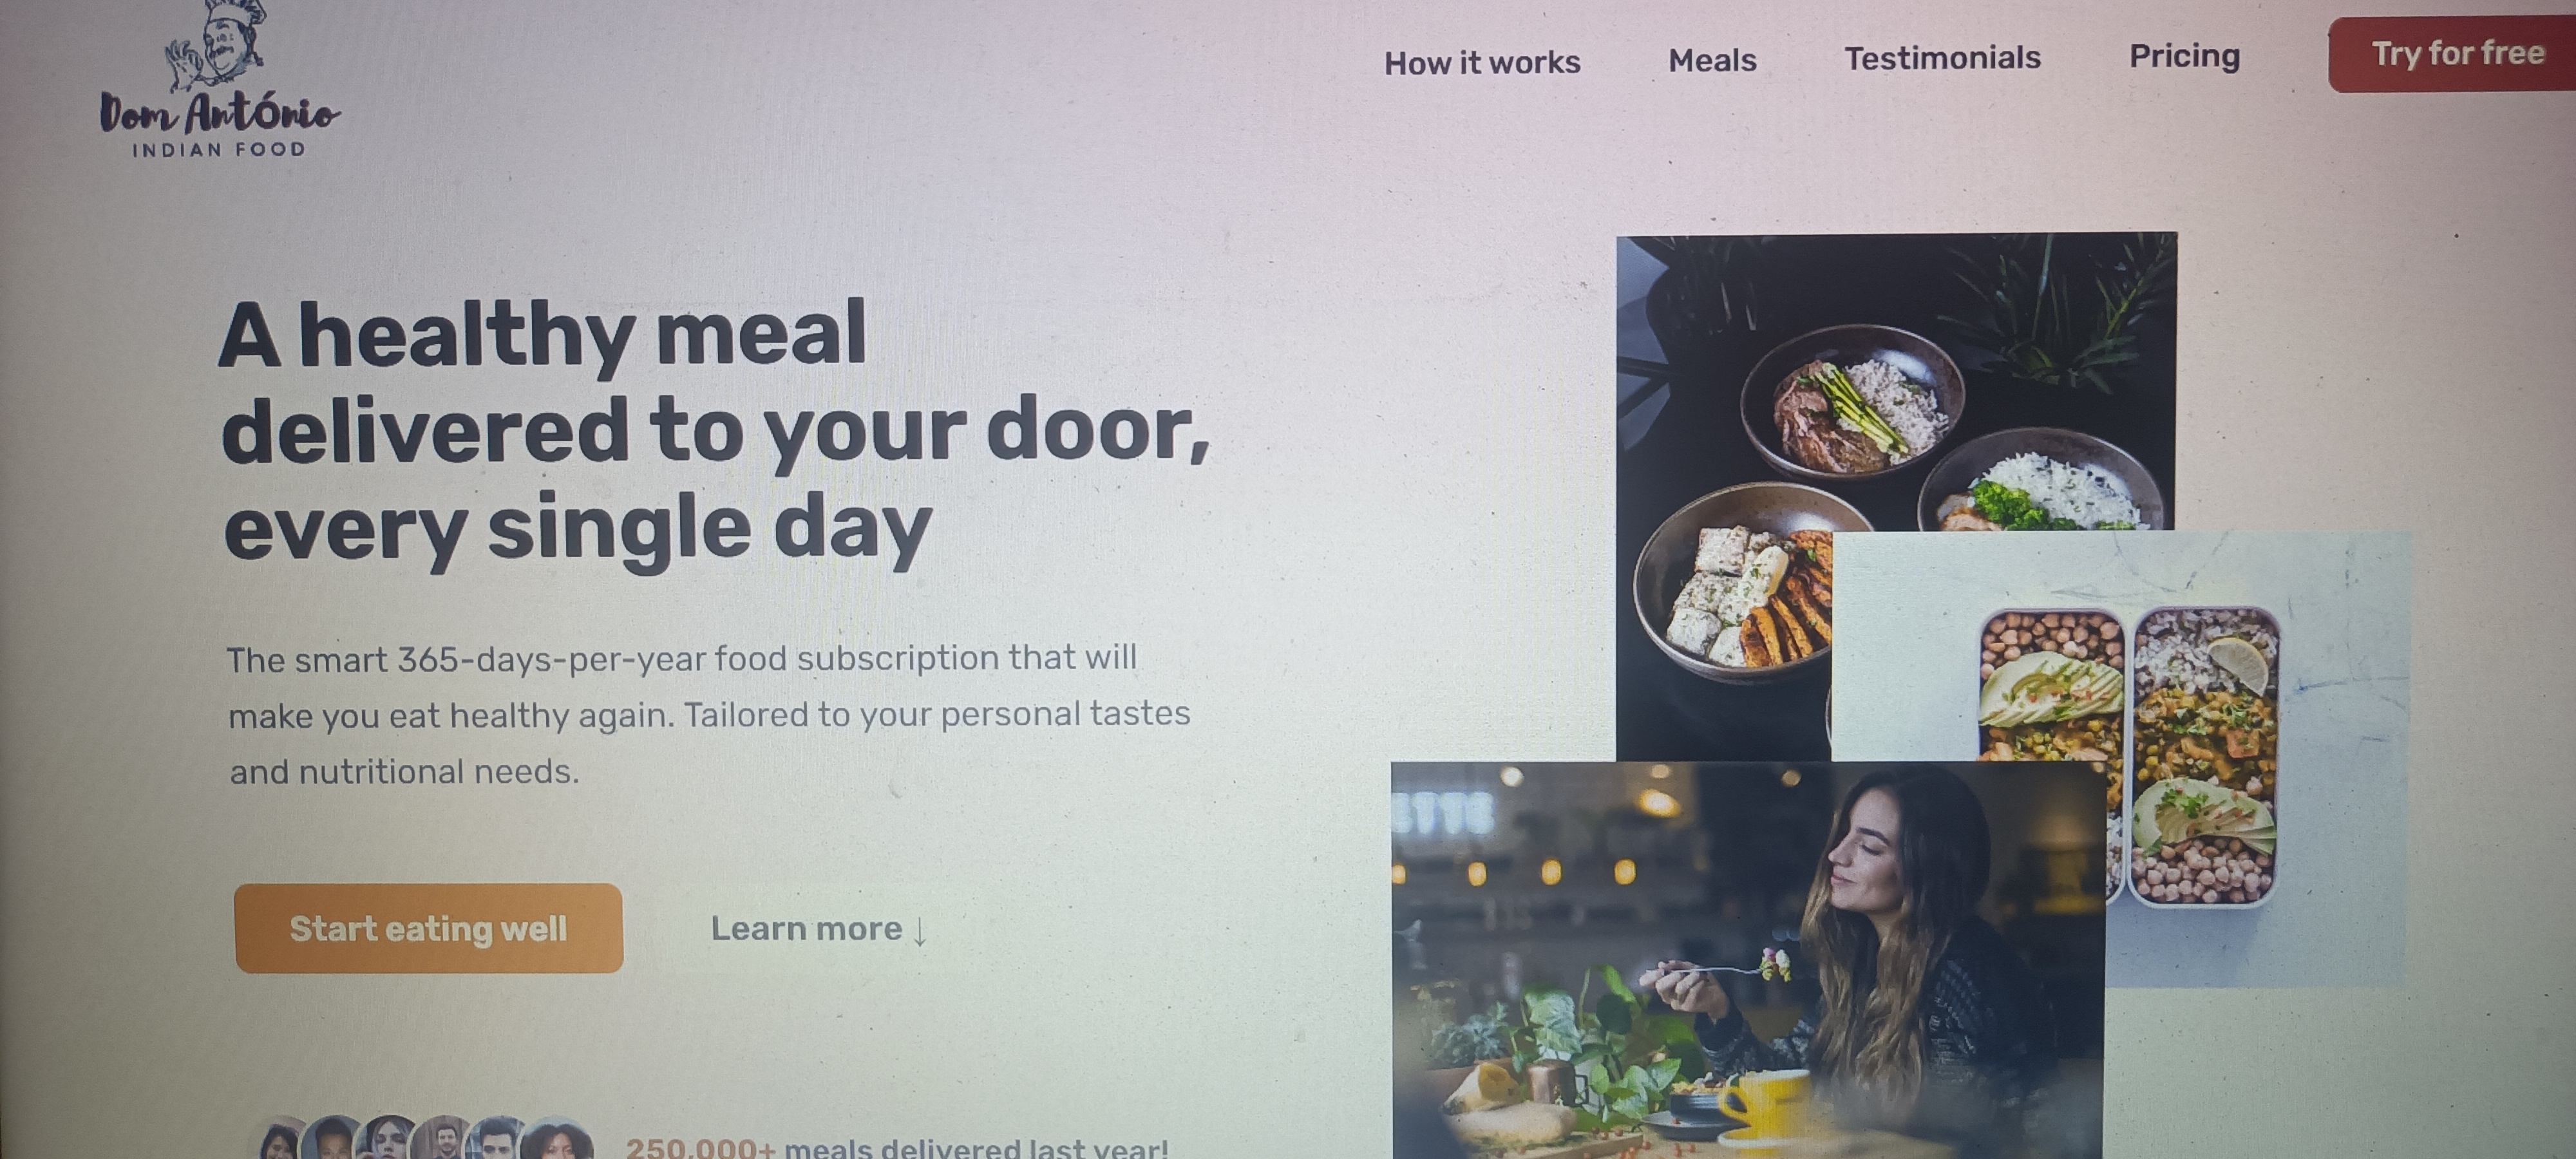 Dom António
INDIAN FOOD
How it works
Meals
Testimonials
Pricing
Try for free
A healthy meal
delivered to your door,
every single day
The smart 365-days-per-year food subscription that will
make you eat healthy again. Tailored to your personal tastes
and nutritional needs.
Start eating well
Learn more ↓
250,000+ meals delivered last year!